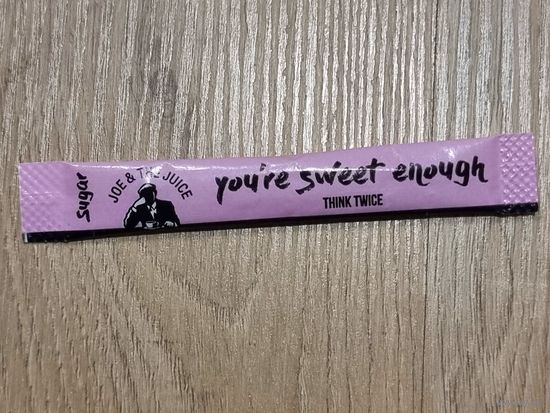 sugar
JOE & THE JUICE
you're sweet enough
THINK TWICE